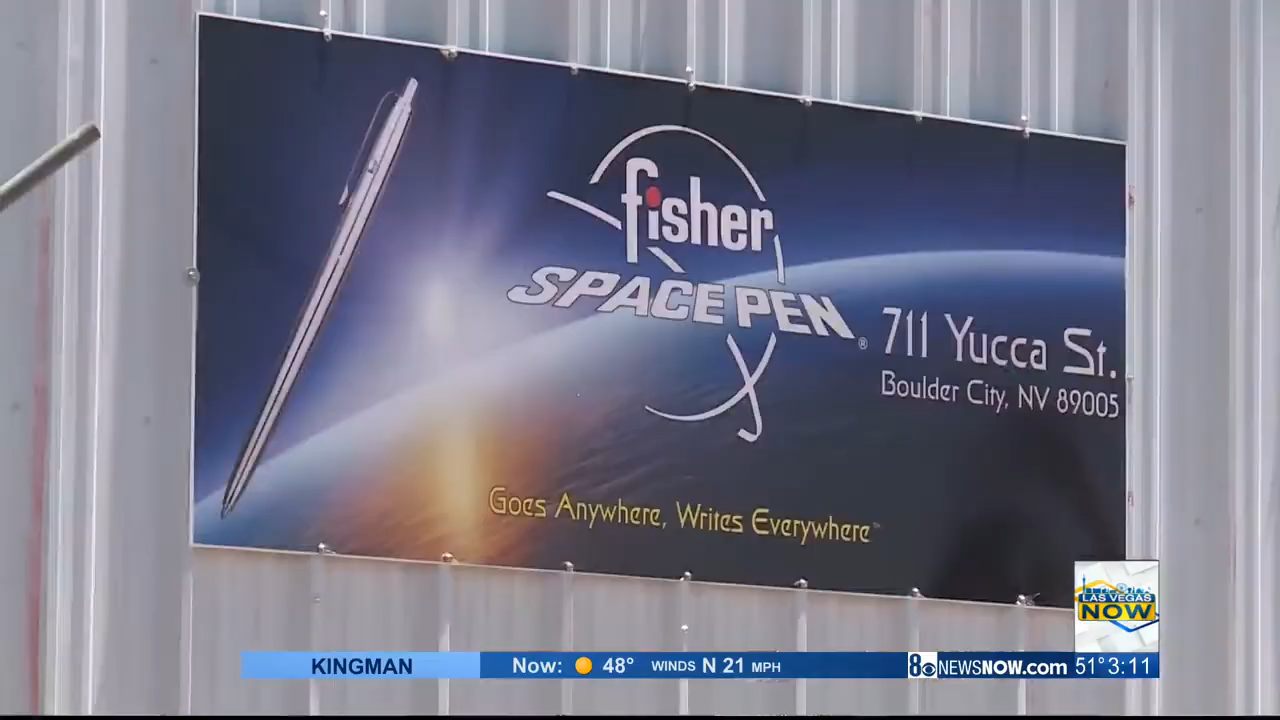 fisher
SPACE PEN®
711 Yucca St.
Boulder City, NV 89005
Goes Anywhere, Writes Everywhere™
LAS VEGAS
NOW
KINGMAN
Now: 48° WINDS N 21 MPH
8 NEWSNOW.com 51° 3:11